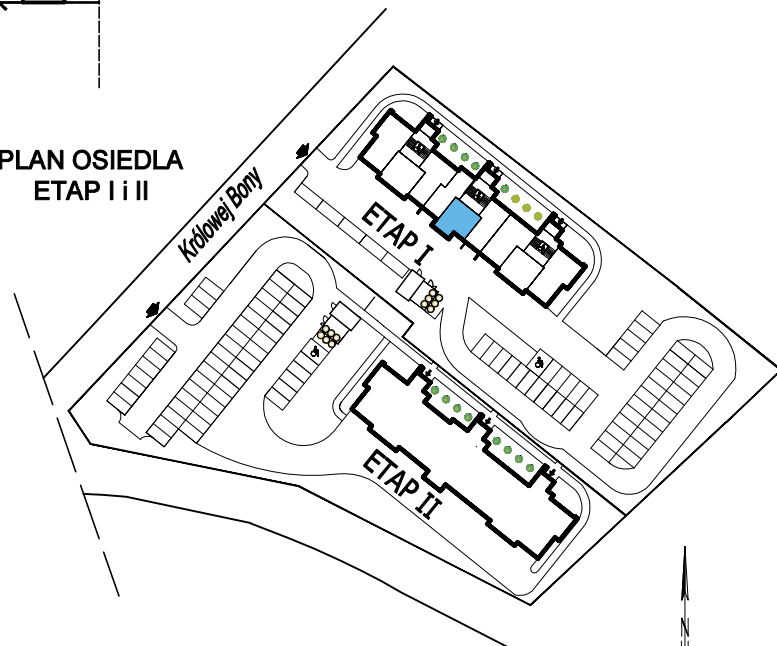 PLAN OSIEDLA
ETAP I i II
Królowej Bony
ETAP I
ETAP II
N